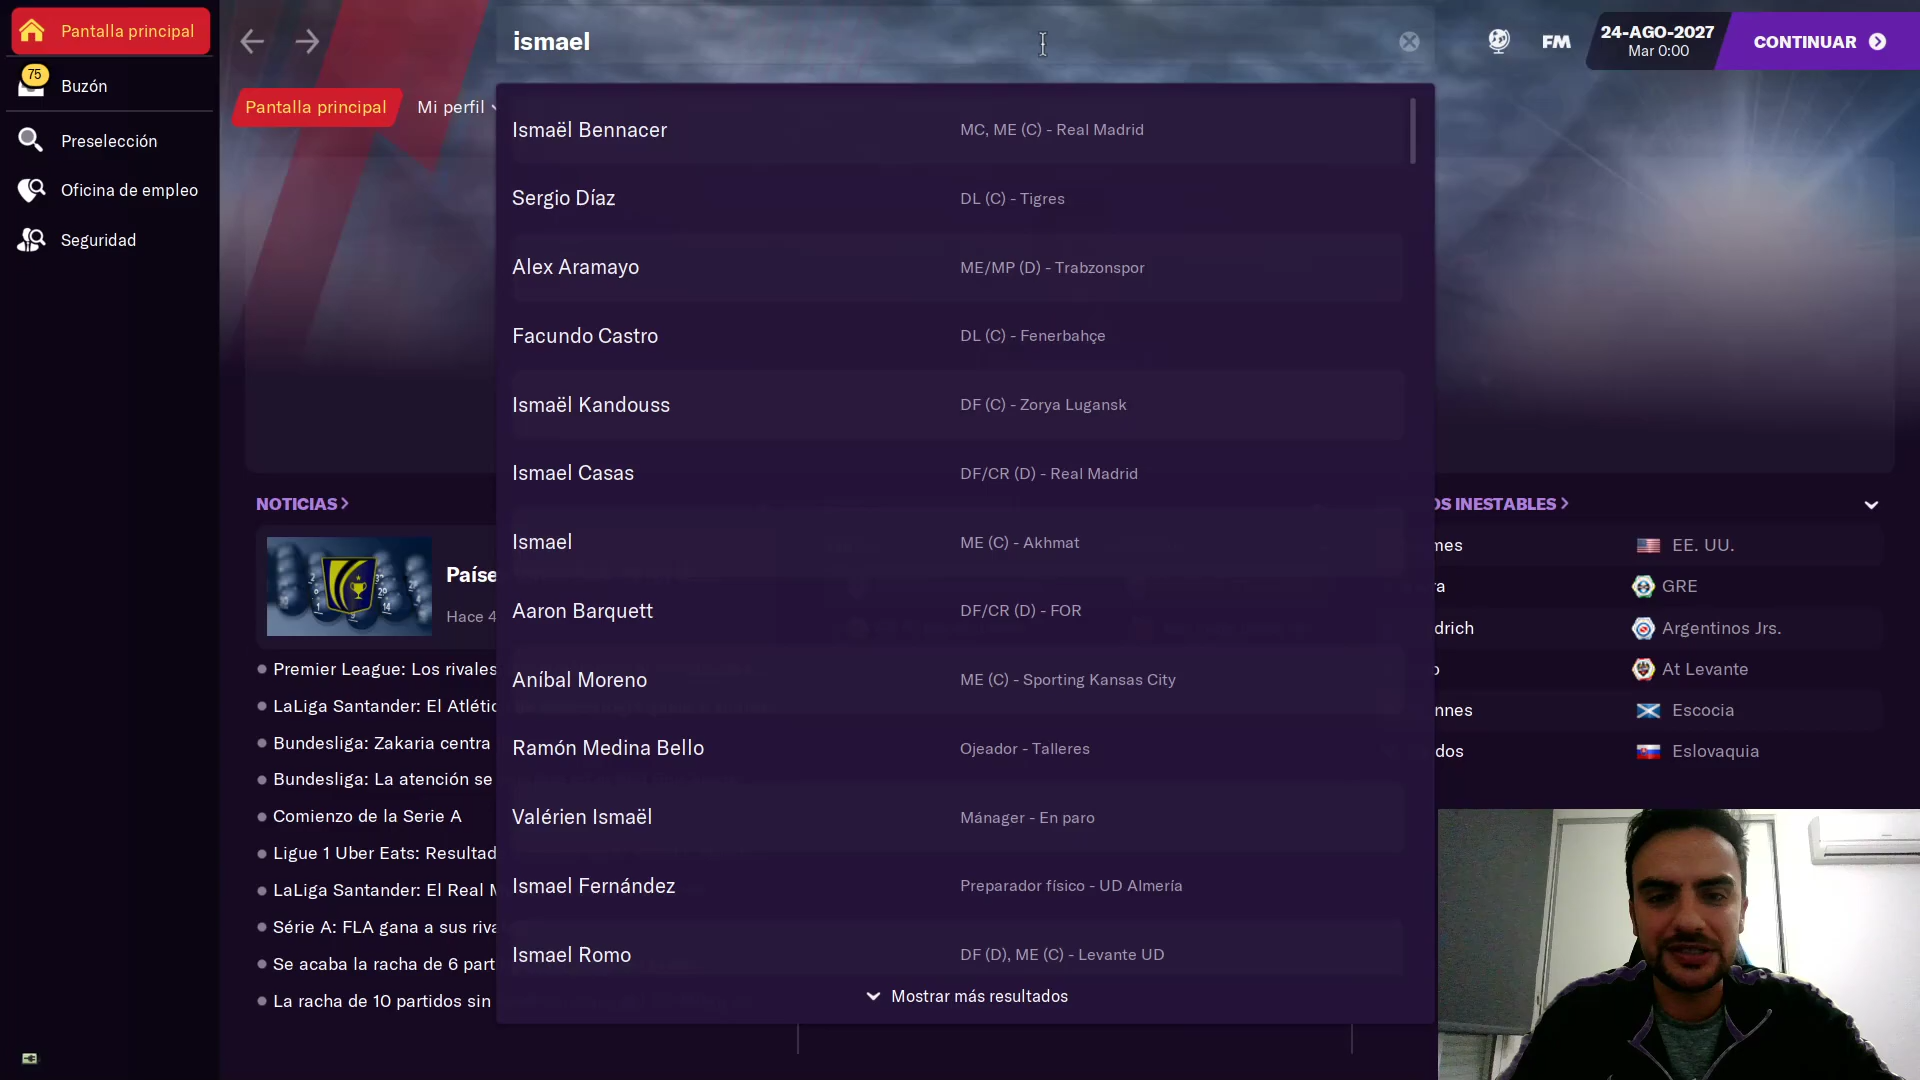 Pantalla principal
75
Buzón
Preselección
Oficina de empleo
Seguridad
ismael
FM
24-AGO-2027
Mar 0:00
CONTINUAR
Pantalla principal
Mi perfil
Ismaël Bennacer
MC, ME (C) - Real Madrid
Sergio Díaz
DL (C) - Tigres
Alex Aramayo
ME/MP (D) - Trabzonspor
Facundo Castro
DL (C) - Fenerbahçe
Ismaël Kandouss
DF (C) - Zorya Lugansk
Ismael Casas
DF/CR (D) - Real Madrid
Ismael
ME (C) - Akhmat
Aaron Barquett
DF/CR (D) - FOR
Aníbal Moreno
ME (C) - Sporting Kansas City
Ramón Medina Bello
Ojeador - Talleres
Valérien Ismaël
Mánager - En paro
Ismael Fernández
Preparador físico - UD Almería
Ismael Romo
DF (D), ME (C) - Levante UD
Mostrar más resultados
NOTICIAS
Paíse
Hace 4
Premier League: Los rivales
LaLiga Santander: El Atlétic
Bundesliga: Zakaria centra
Bundesliga: La atención se
Comienzo de la Serie A
Ligue 1 Uber Eats: Resultad
LaLiga Santander: El Real M
Série A: FLA gana a sus riva
Se acaba la racha de 6 part
La racha de 10 partidos sin
OS INESTABLES
mes
EE. UU.
ra
GRE
drich
Argentinos Jrs.
o
At Levante
nnes
Escocia
dos
Eslovaquia